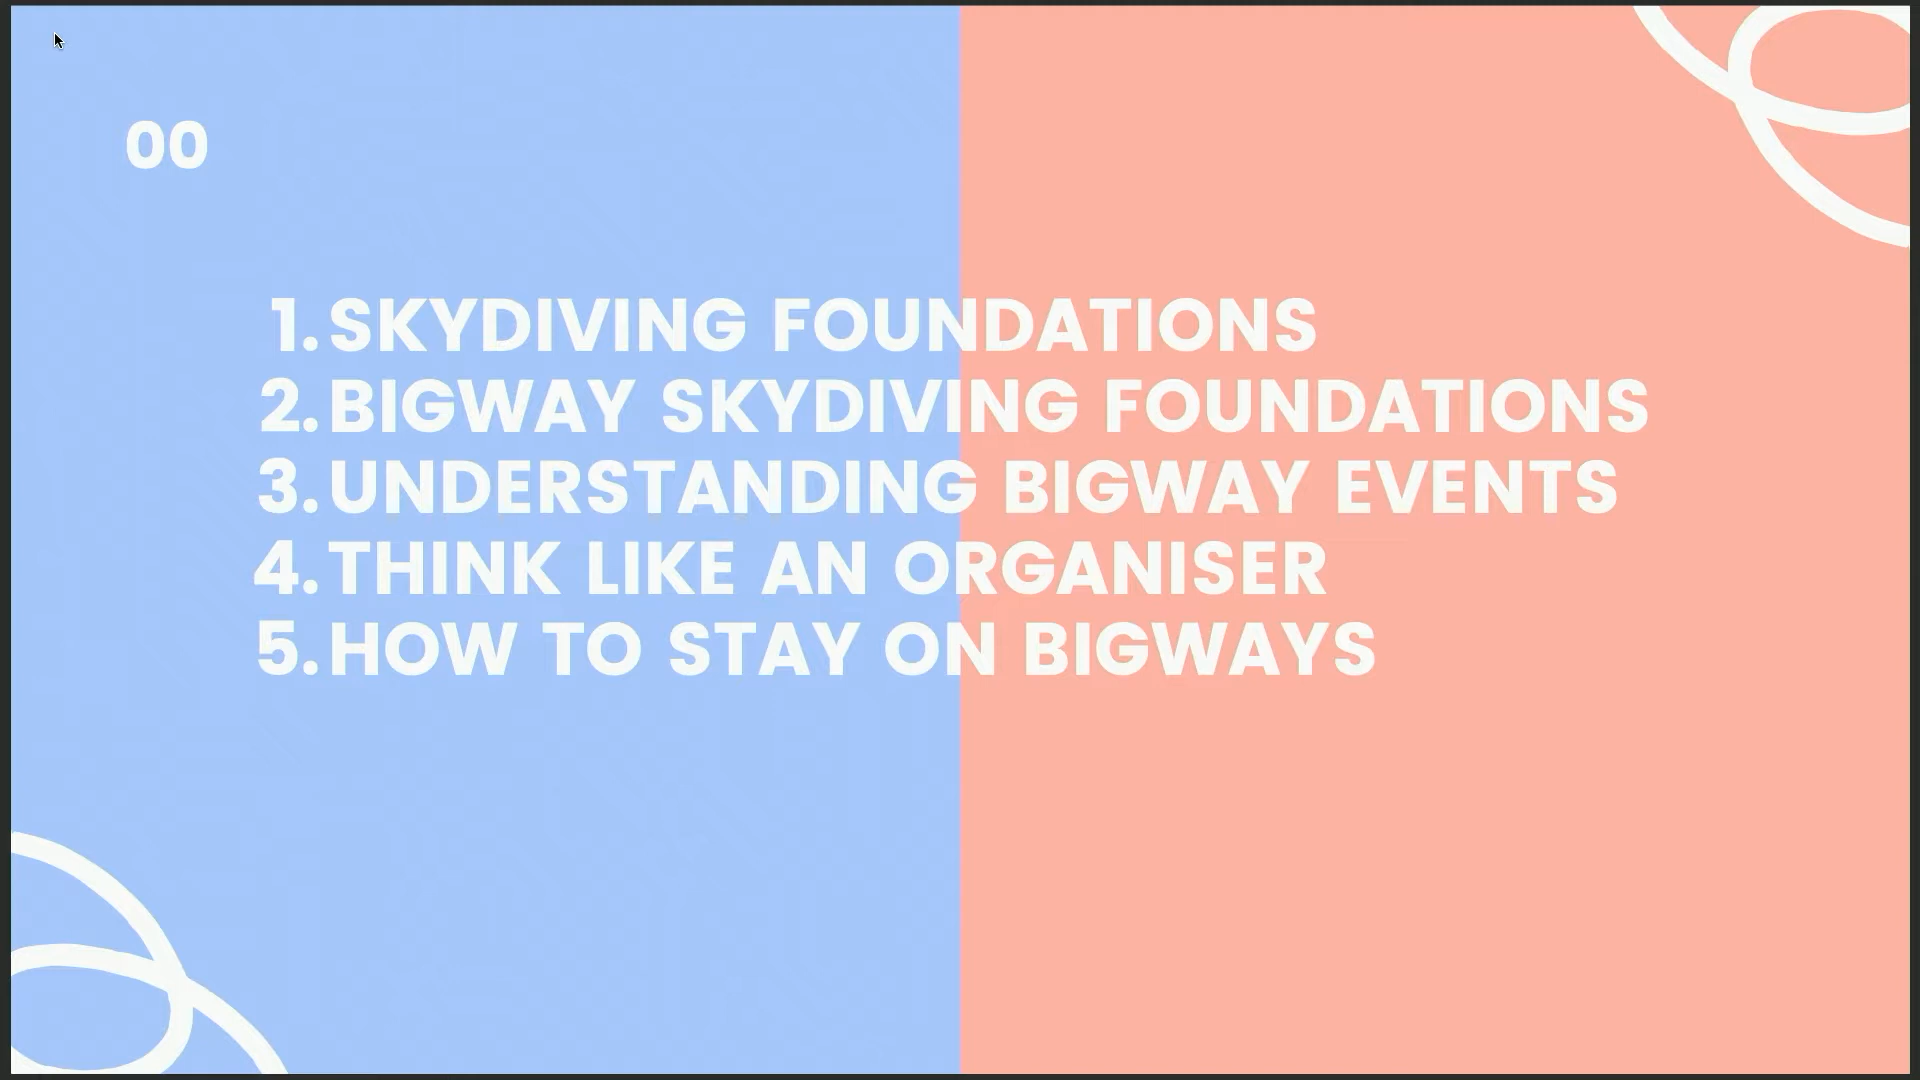 00
1. SKYDIVING FOUNDATIONS
2. BIGWAY SKYDIVING FOUNDATIONS
3. UNDERSTANDING BIGWAY EVENTS
4. THINK LIKE AN ORGANISER
5. HOW TO STAY ON BIGWAYS